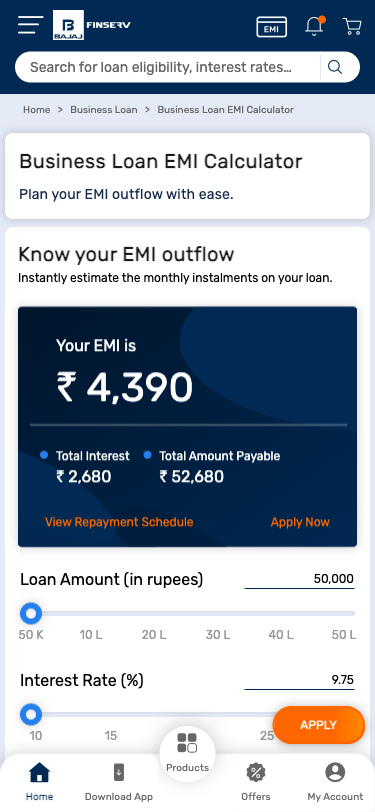 B
BAJAJ
FINSERV
EMI
Search for loan eligibility, interest rates...
Home > Business Loan > Business Loan EMI Calculator
Business Loan EMI Calculator
Plan your EMI outflow with ease.
Know your EMI outflow
Instantly estimate the monthly instalments on your loan.
Your EMI is
₹ 4,390
Total Interest Total Amount Payable
₹ 2,680 ₹ 52,680
View Repayment Schedule Apply Now
Loan Amount (in rupees) 50,000
50 K 10 L 20 L 30 L 40 L 50 L
Interest Rate (%) 9.75
10 15 25
APPLY
Home Download App Products Offers My Account